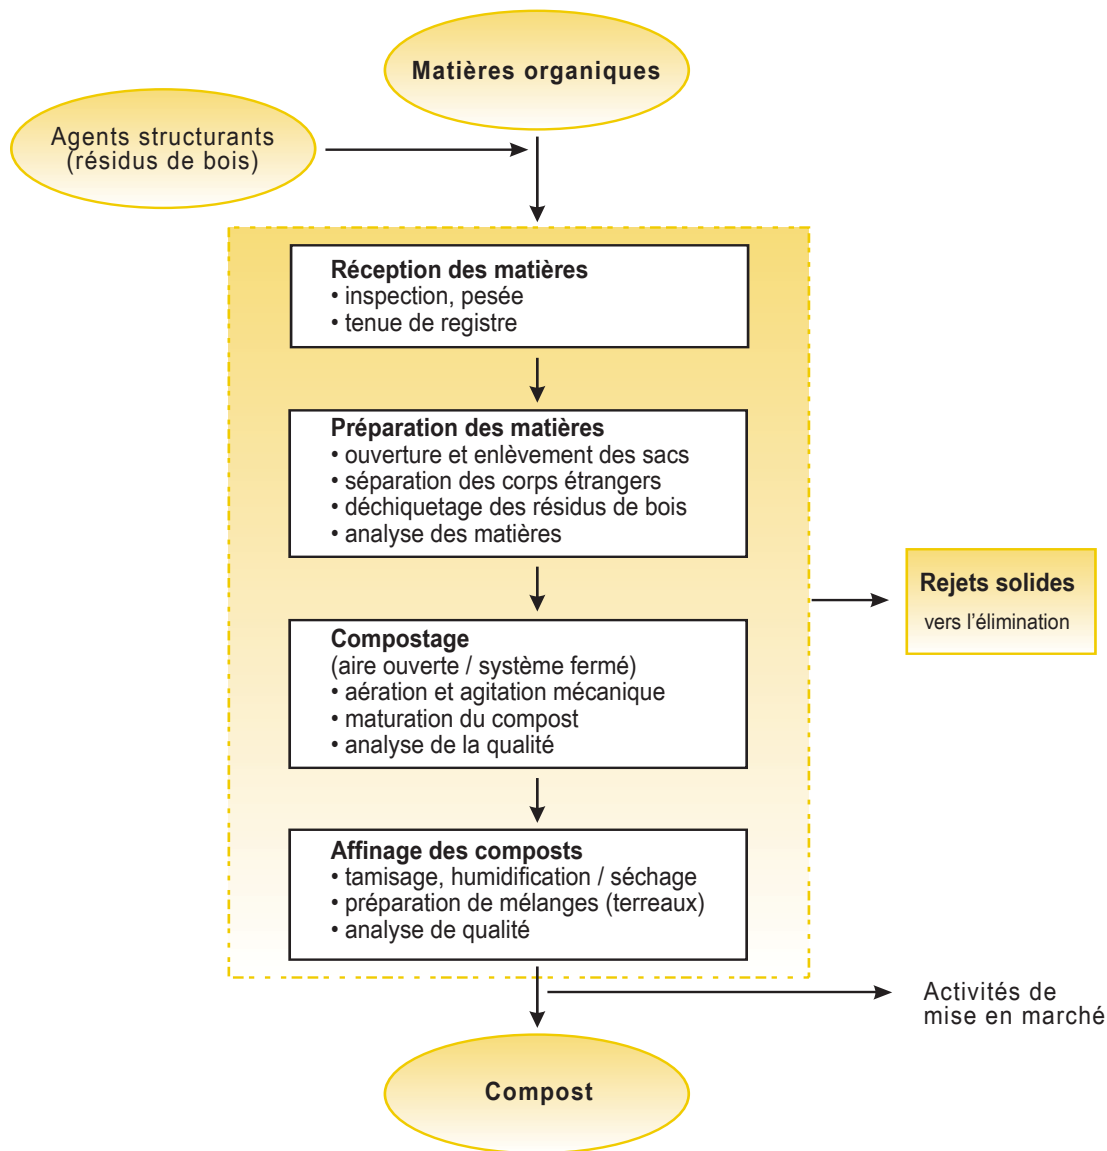 Matières organiques
Agents structurants
(résidus de bois)
Réception des matières
• inspection, pesée
• tenue de registre
Préparation des matières
• ouverture et enlèvement des sacs
• séparation des corps étrangers
• déchiquetage des résidus de bois
• analyse des matières
Rejets solides
vers l'élimination
Compostage
(aire ouverte / système fermé)
• aération et agitation mécanique
• maturation du compost
• analyse de la qualité
Affinage des composts
• tamisage, humidification / séchage
• préparation de mélanges (terreaux)
• analyse de qualité
Activités de
mise en marché
Compost